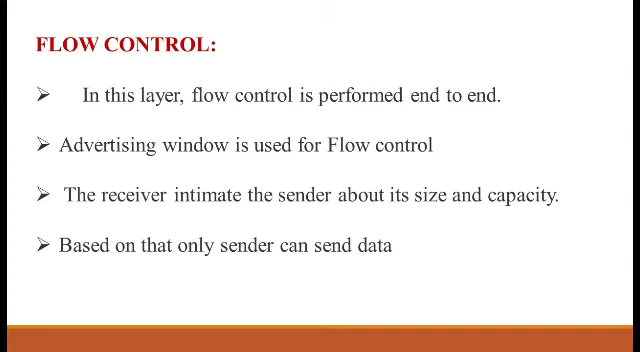 FLOW CONTROL:
➢ In this layer, flow control is performed end to end.
➢ Advertising window is used for Flow control
➢ The receiver intimate the sender about its size and capacity.
➢ Based on that only sender can send data